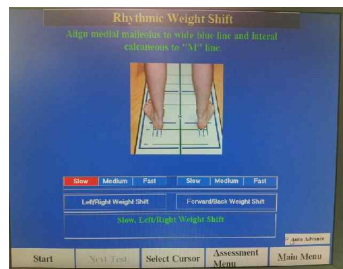 Rhythmic Weight Shift
Align medial malleolus to wide blue line and lateral
calcaneous to "M" line
Slow Medium Fast Slow Medium Fast
Left/Right Weight Shift Forward/Back Weight Shift
Slow, Left/Right Weight Shift
Auto Advance
Start Next Test Select Cursor Assessment Menu Main Menu